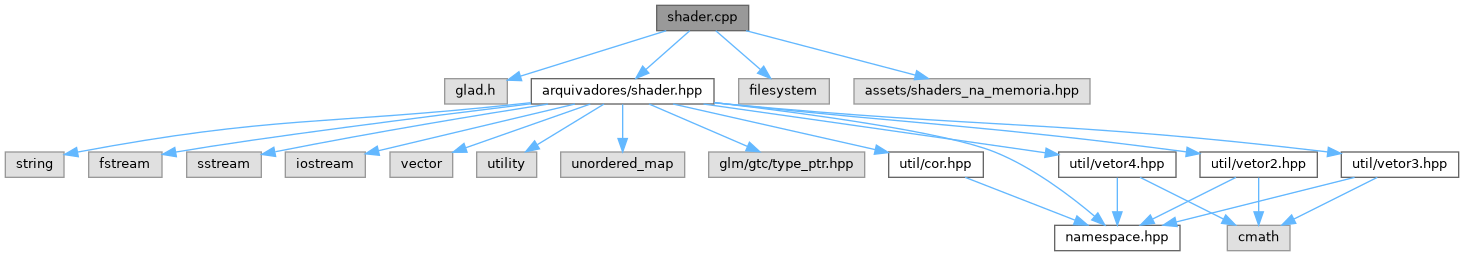 shader.cpp
glad.h
arquivadores/shader.hpp
filesystem
assets/shaders_na_memoria.hpp
string
fstream
sstream
iostream
vector
utility
unordered_map
glm/gtc/type_ptr.hpp
util/cor.hpp
util/vetor4.hpp
util/vetor2.hpp
util/vetor3.hpp
namespace.hpp
cmath